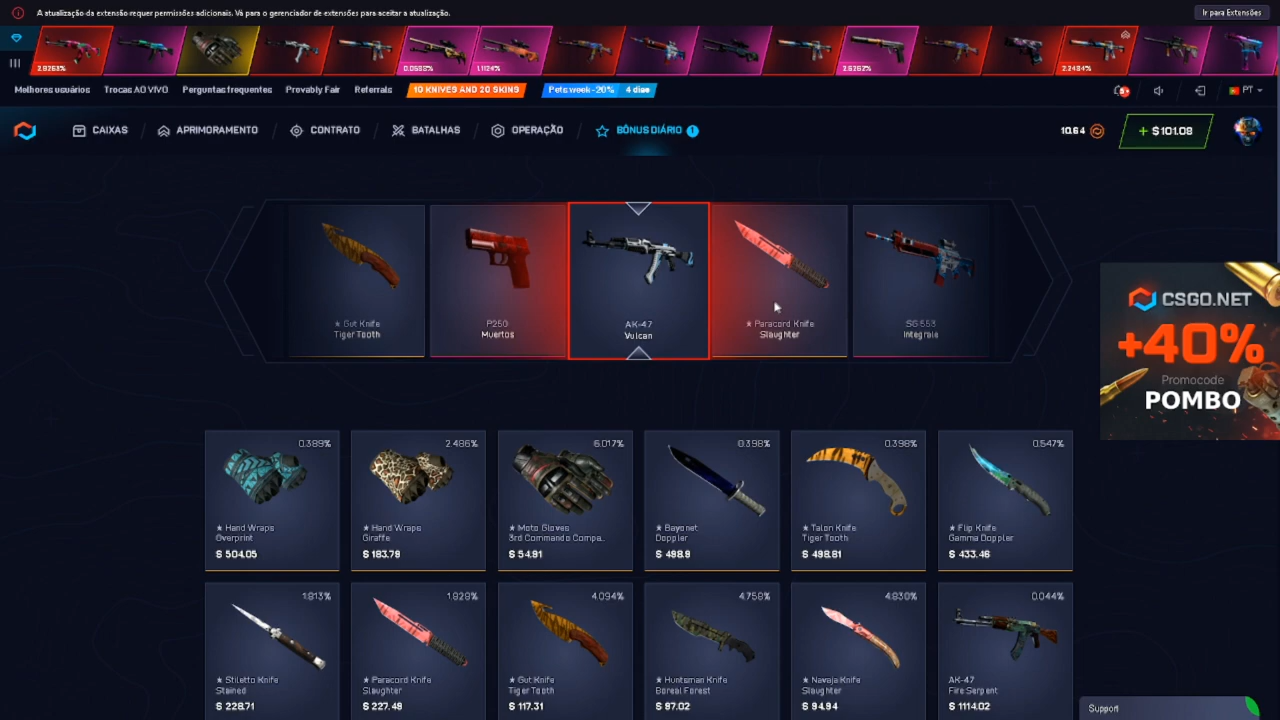 A atualização da extensão requer permissões adicionais. Vá para o gerenciador de extensões para aceitar a atualização.
Ir para Extensões
2.9263%
0.0598%
1.1124%
2.2484%
Melhores usuários
Trocas AO VIVO
Perguntas frequentes
Provably Fair
Referrals
10 KNIVES AND 20 SKINS
Pets week -20%
4 dias
PT
CAIXAS
APRIMORAMENTO
CONTRATO
BATALHAS
OPERAÇÃO
BÔNUS DIÁRIO 1
10.64
+ $101.08
★ Gut Knife
Tiger Tooth
P250
Muertos
AK-47
Vulcan
★ Paracord Knife
Slaughter
SG 553
Integrale
CSGO.NET
+40%
Promocode
POMBO
0.389%
★ Hand Wraps
Overprint
$ 504.05
2.486%
★ Hand Wraps
Giraffe
$ 183.79
6.017%
★ Moto Gloves
3rd Commando Compa..
$ 54.91
0.398%
★ Bayonet
Doppler
$ 498.9
0.398%
★ Talon Knife
Tiger Tooth
$ 498.81
0.547%
★ Flip Knife
Gamma Doppler
$ 433.46
1.813%
★ Stiletto Knife
Stained
$ 228.71
1.828%
★ Paracord Knife
Slaughter
$ 227.49
4.094%
★ Gut Knife
Tiger Tooth
$ 117.31
4.758%
★ Huntsman Knife
Boreal Forest
$ 97.02
4.830%
★ Navaja Knife
Slaughter
$ 94.94
0.044%
AK-47
Fire Serpent
$ 1114.02
Support